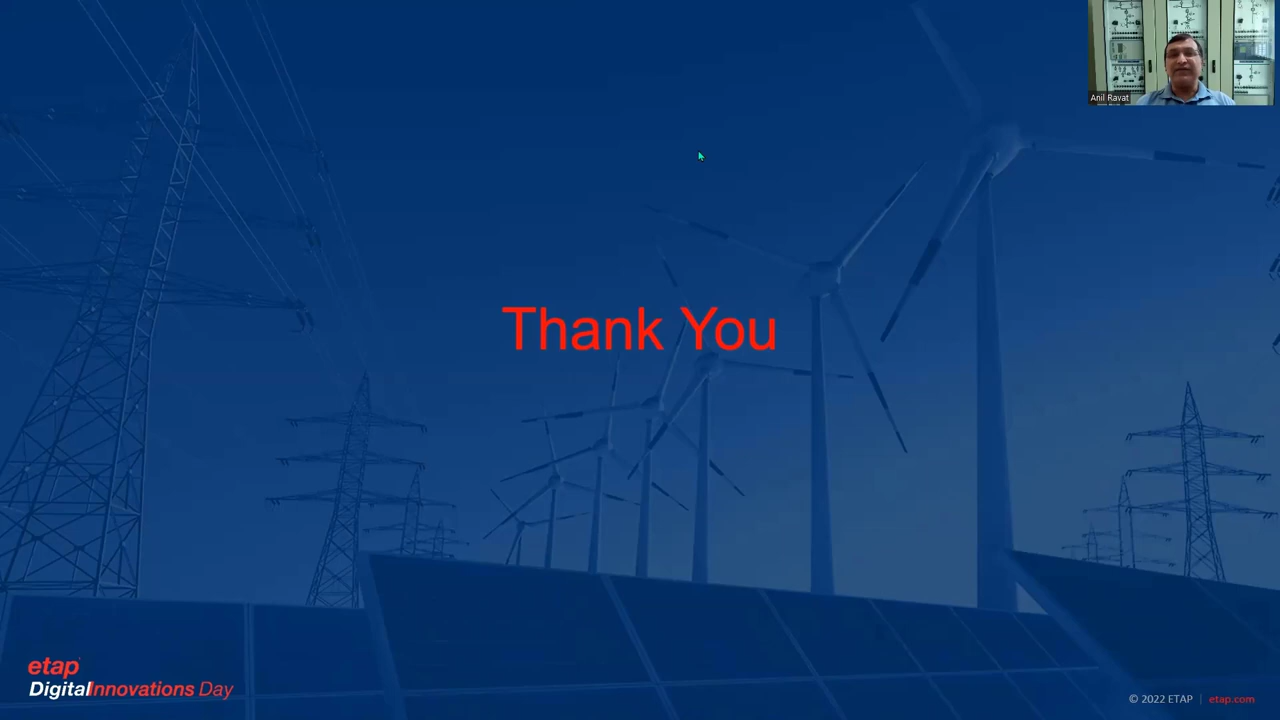 Anil Ravat
Thank You
etap
DigitalInnovations Day
© 2022 ETAP | etap.com